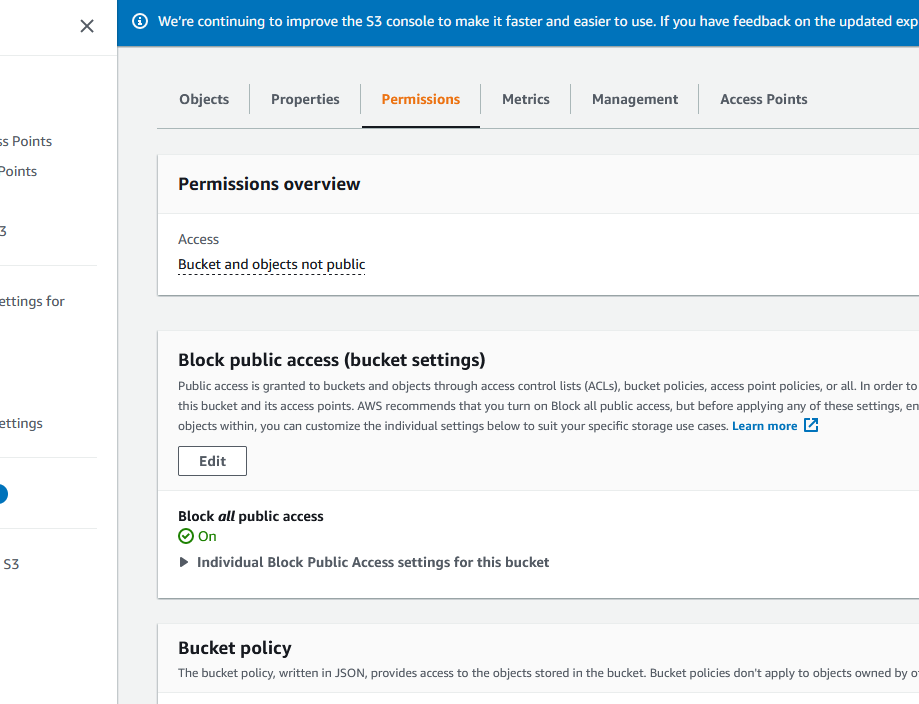 We're continuing to improve the S3 console to make it faster and easier to use. If you have feedback on the updated exp
Objects
Properties
Permissions
Metrics
Management
Access Points
ss Points
Points
3
ettings for
ettings
S3
Permissions overview
Access
Bucket and objects not public
Block public access (bucket settings)
Public access is granted to buckets and objects through access control lists (ACLs), bucket policies, access point policies, or all. In order to
this bucket and its access points. AWS recommends that you turn on Block all public access, but before applying any of these settings, en
objects within, you can customize the individual settings below to suit your specific storage use cases. Learn more
Edit
Block all public access
On
Individual Block Public Access settings for this bucket
Bucket policy
The bucket policy, written in JSON, provides access to the objects stored in the bucket. Bucket policies don't apply to objects owned by o